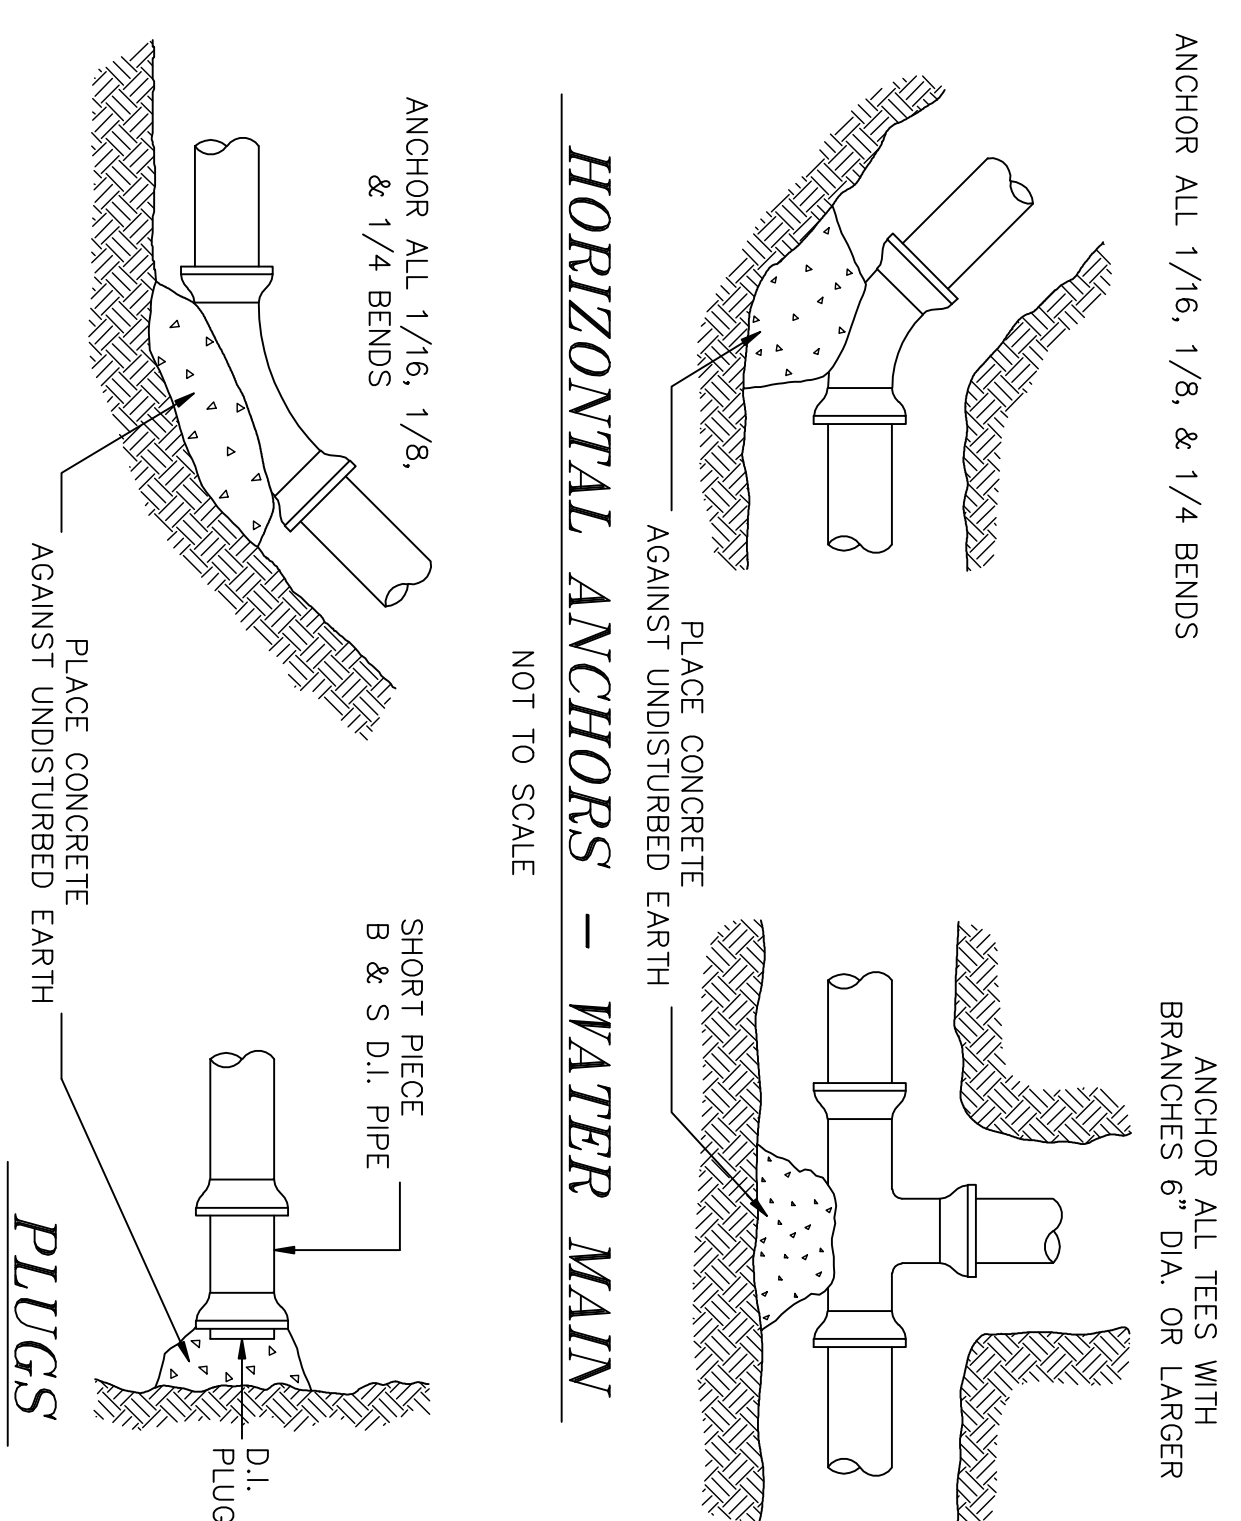 ANCHOR ALL 1/16, 1/8, & 1/4 BENDS
ANCHOR ALL TEES WITH
BRANCHES 6" DIA. OR LARGER
PLACE CONCRETE
AGAINST UNDISTURBED EARTH
HORIZONTAL ANCHORS – WATER MAIN
NOT TO SCALE
ANCHOR ALL 1/16, 1/8,
& 1/4 BENDS
SHORT PIECE
B & S D.I. PIPE
D.I.
PLUG
PLACE CONCRETE
AGAINST UNDISTURBED EARTH
PLUGS